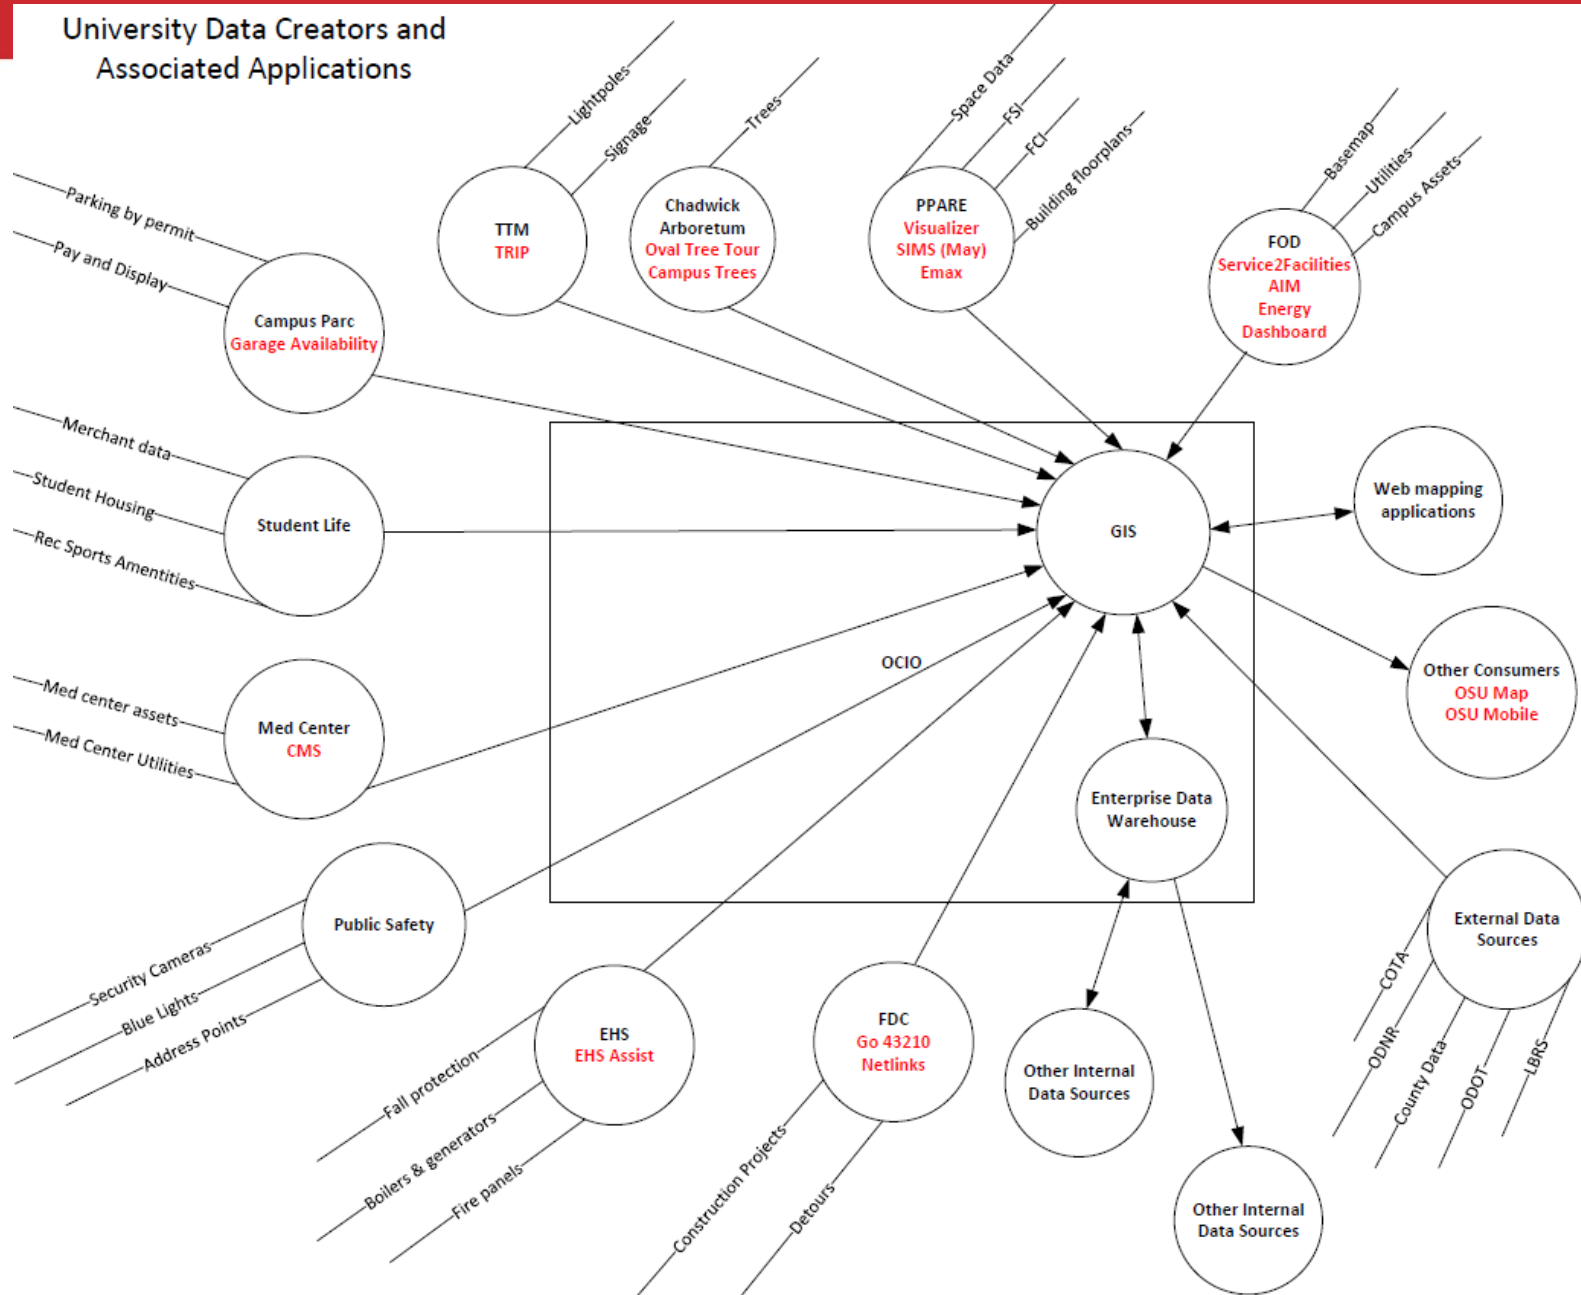 University Data Creators and
Associated Applications
Lightpoles
Signage
Trees
Space Data
FSI
FCI
Building floorplans
Basemap
Utilities
Campus Assets
Parking by permit
Pay and Display
TTM
TRIP
Chadwick
Arboretum
Oval Tree Tour
Campus Trees
PPARE
Visualizer
SIMS (May)
Emax
FOD
Service2Facilities
AIM
Energy
Dashboard
Campus Parc
Garage Availability
Merchant data
Student Housing
Rec Sports Amentities
Student Life
GIS
Web mapping
applications
OCIO
Other Consumers
OSU Map
OSU Mobile
Med center assets
Med Center Utilities
Med Center
CMS
Enterprise Data
Warehouse
Public Safety
Security Cameras
Blue Lights
Address Points
External Data
Sources
COTA
ODNR
County Data
ODOT
LBRS
EHS
EHS Assist
Fall protection
Boilers & generators
Fire panels
FDC
Go 43210
Netlinks
Construction Projects
Detours
Other Internal
Data Sources
Other Internal
Data Sources